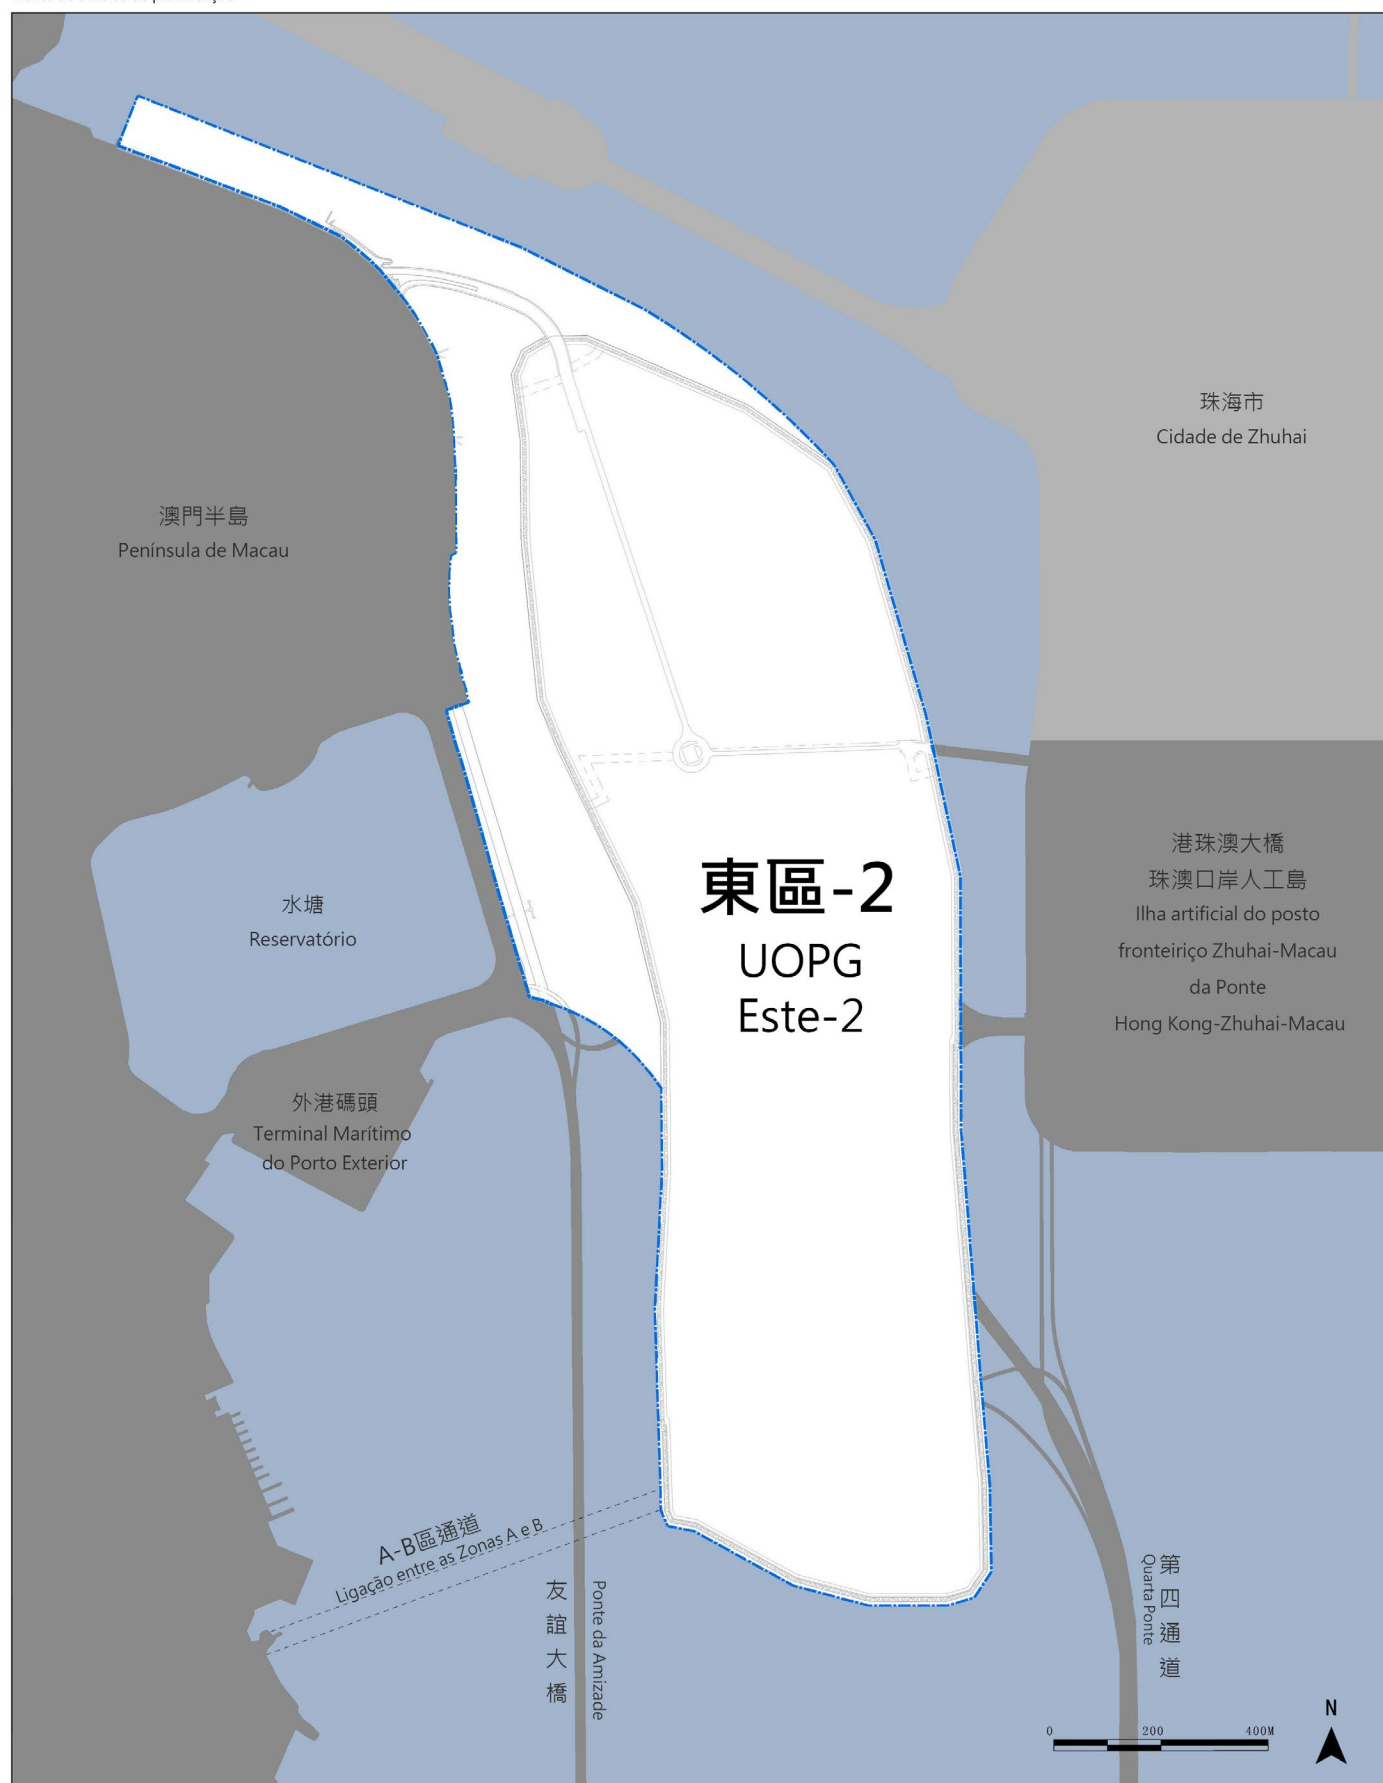 珠海市
Cidade de Zhuhai
澳門半島
Península de Macau
東區-2
UOPG
Este-2
港珠澳大橋
珠澳口岸人工島
Ilha artificial do posto
fronteiriço Zhuhai-Macau
da Ponte
Hong Kong-Zhuhai-Macau
水塘
Reservatório
外港碼頭
Terminal Marítimo
do Porto Exterior
A-B區通道
Ligação entre as Zonas A e B
友誼大橋
Ponte da Amizade
第四通道
Quarta Ponte
N
0 200 400M